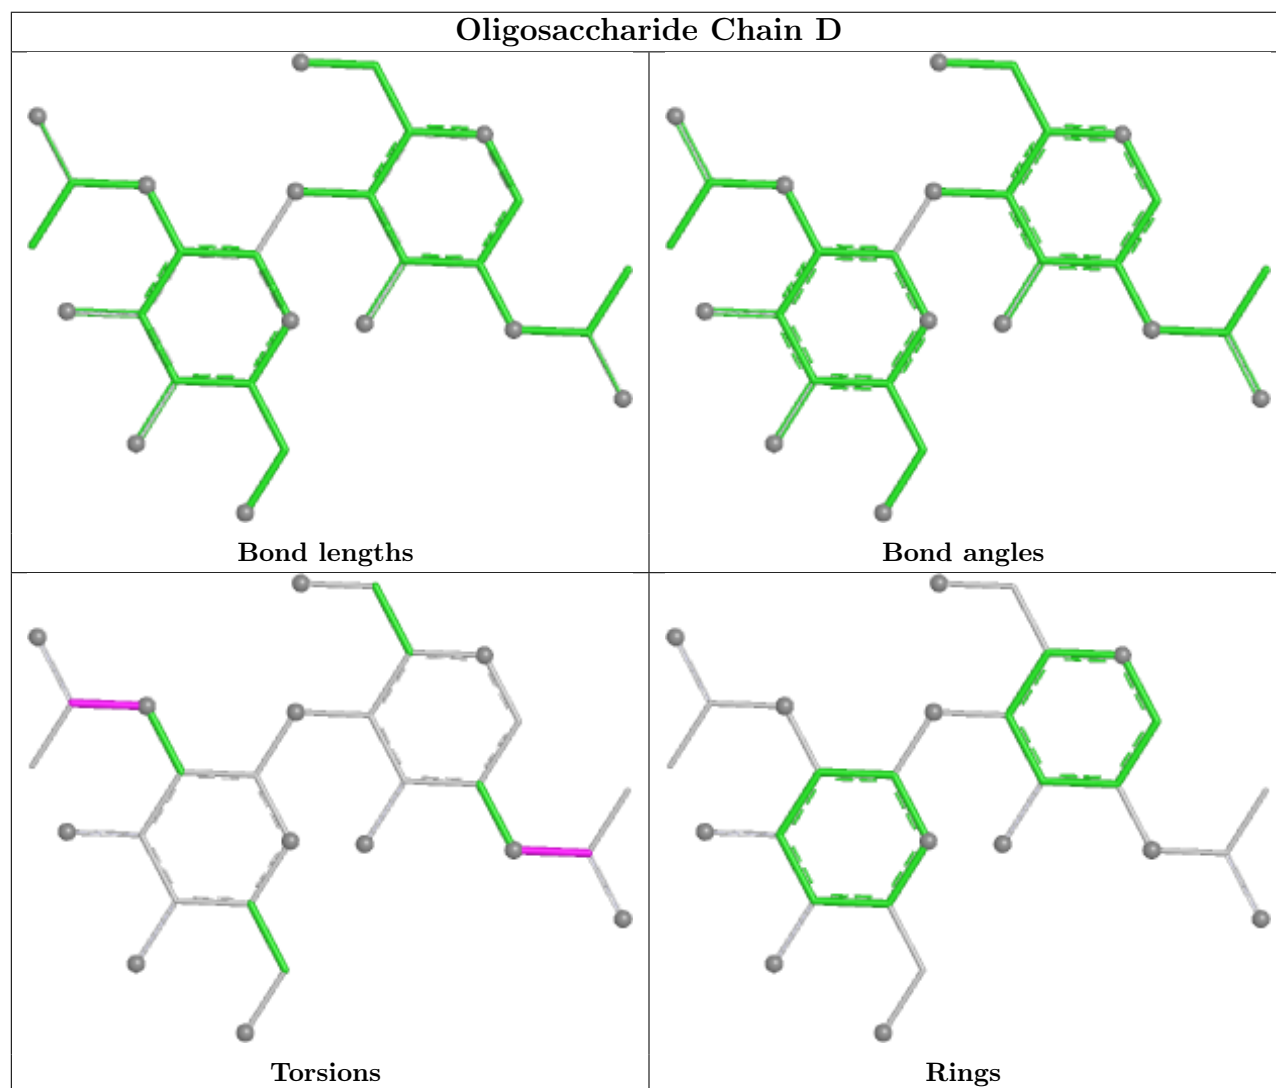 Oligosaccharide Chain D
Bond lengths
Bond angles
Torsions
Rings